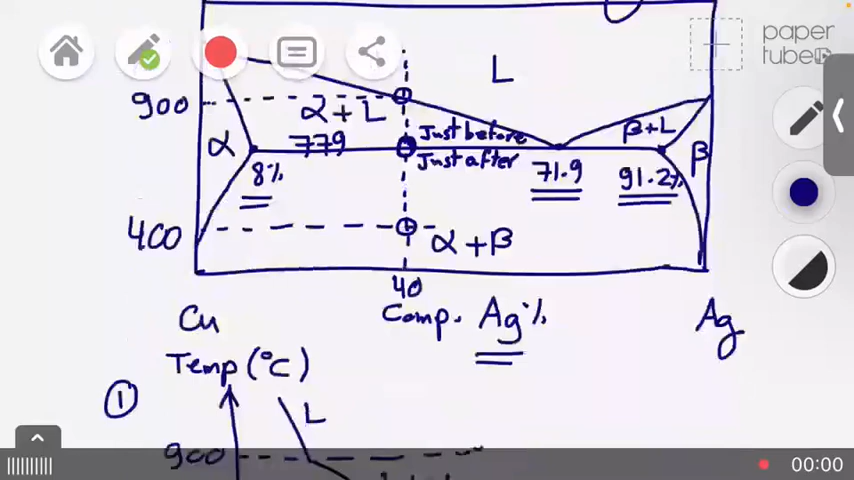 paper
tube
L
900
α+L
779
Just before
Just after
β+L
α
β
8%
71.9
91.2%
400
α+β
40
Cu
Comp. Ag%
Ag
Temp (°C)
①
L
900
00:00